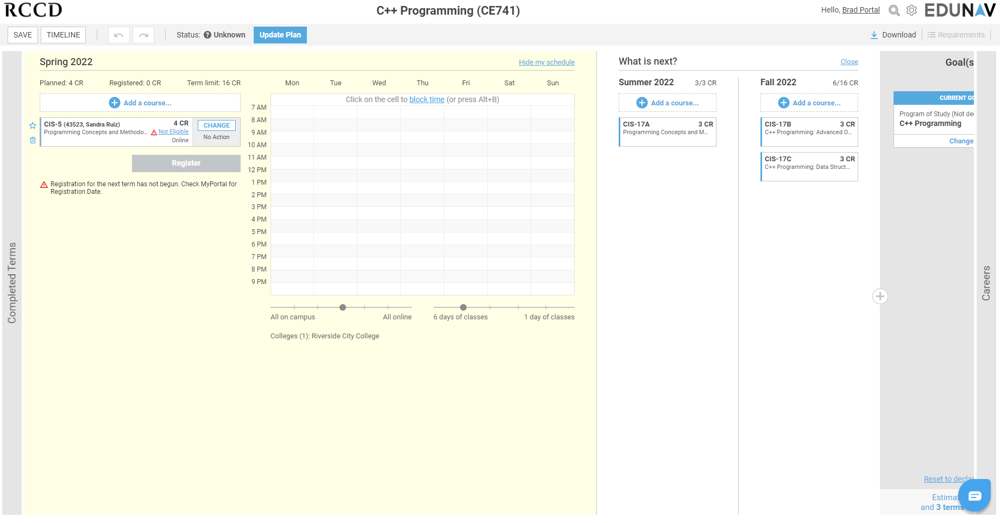 RCCD
C++ Programming (CE741)
Hello, Brad Portal
EDUNAV
SAVE
TIMELINE
Status: ? Unknown
Update Plan
Download
Requirements
Completed Terms
Spring 2022
Hide my schedule
Planned: 4 CR
Registered: 0 CR
Term limit: 16 CR
Add a course...
CIS-5 (43523, Sandra Ruiz)
4 CR
Programming Concepts and Methodo...
Not Eligible
Online
CHANGE
No Action
Register
Registration for the next term has not begun. Check MyPortal for
Registration Date.
Mon Tue Wed Thu Fri Sat Sun
Click on the cell to block time (or press Alt+B)
7 AM
8 AM
9 AM
10 AM
11 AM
12 PM
1 PM
2 PM
3 PM
4 PM
5 PM
6 PM
7 PM
8 PM
9 PM
All on campus
All online
6 days of classes
1 day of classes
Colleges (1): Riverside City College
What is next?
Close
Summer 2022
3/3 CR
Add a course...
CIS-17A
3 CR
Programming Concepts and M...
Fall 2022
6/16 CR
Add a course...
CIS-17B
3 CR
C++ Programming: Advanced O...
CIS-17C
3 CR
C++ Programming: Data Struct...
Goal(s
CURRENT GO
Program of Study (Not de
C++ Programming
Change
Reset to decla
Estimat
and 3 terms
Careers